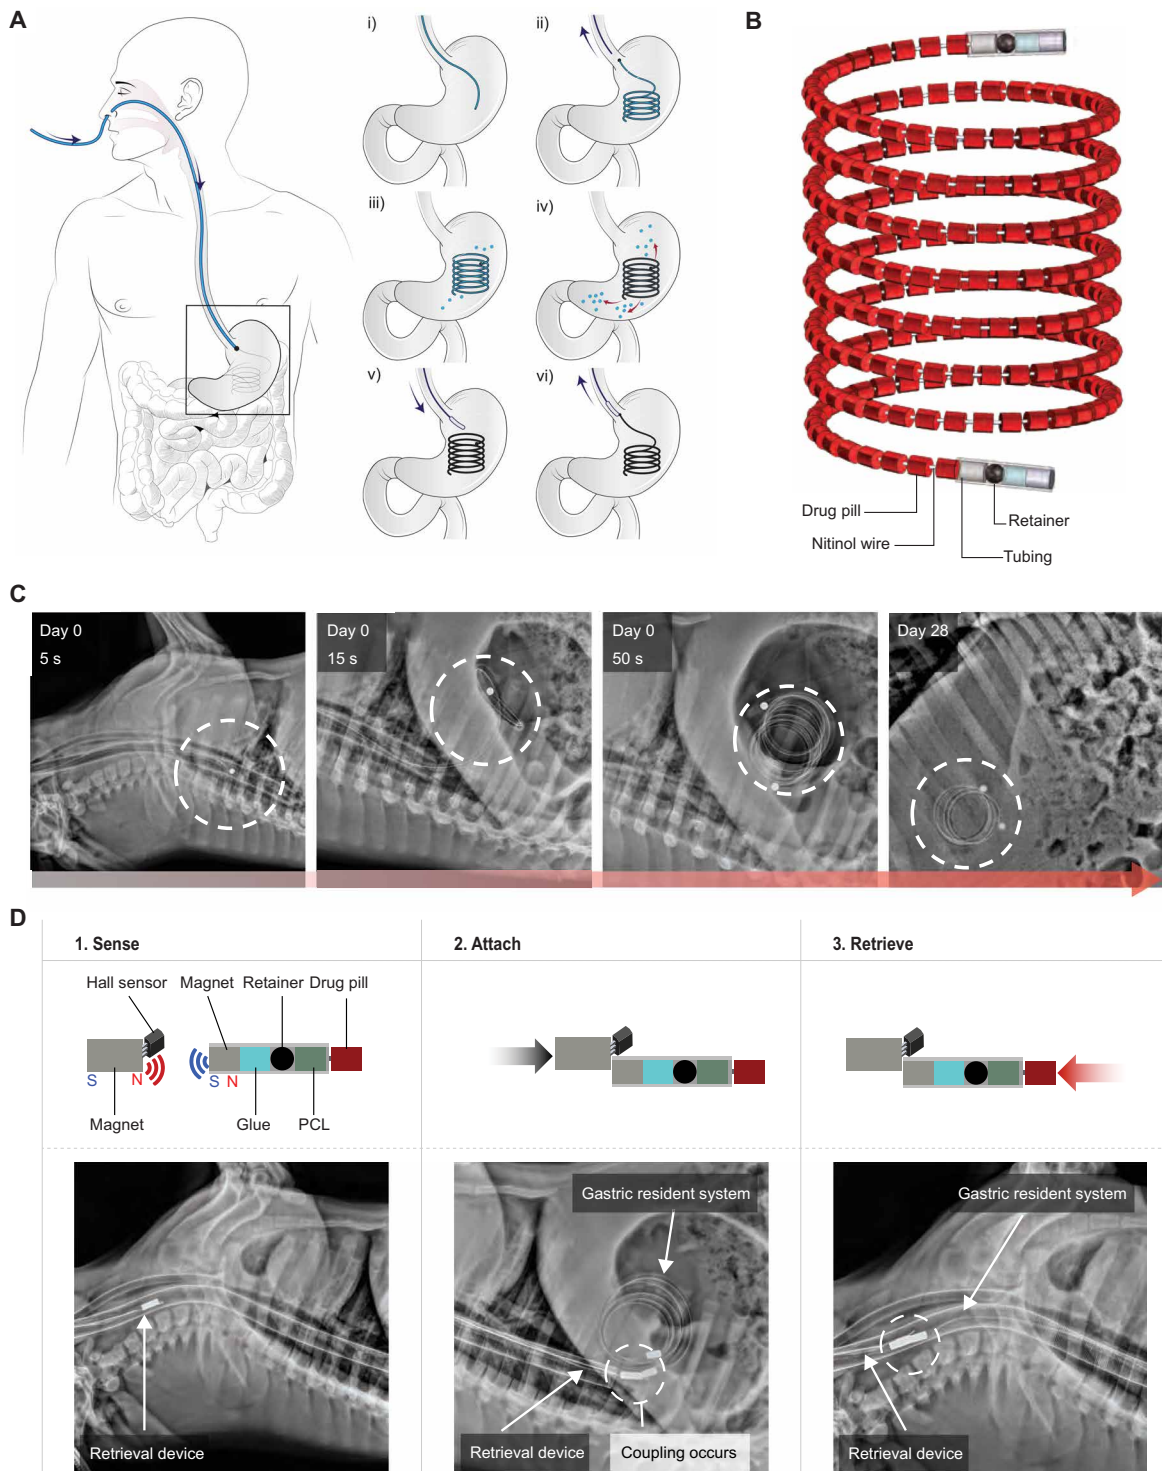 A
i)
ii)
iii)
iv)
v)
vi)
B
Drug pill
Retainer
Nitinol wire
Tubing
C
Day 0
5 s
Day 0
15 s
Day 0
50 s
Day 28
D
1. Sense
2. Attach
3. Retrieve
Hall sensor
Magnet
Retainer
Drug pill
S
N
S
N
Magnet
Glue
PCL
Gastric resident system
Gastric resident system
Retrieval device
Retrieval device
Coupling occurs
Retrieval device